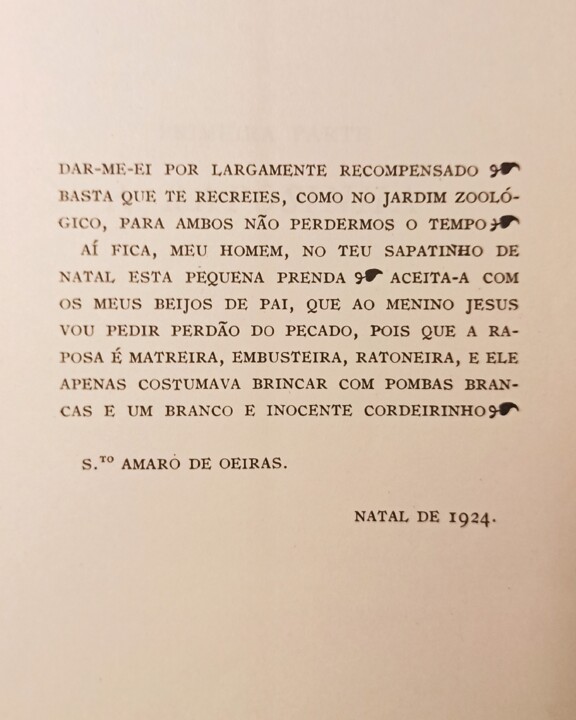 DAR-ME-EI POR LARGAMENTE RECOMPENSADO
BASTA QUE TE RECREIES, COMO NO JARDIM ZOOLÓ-
GICO, PARA AMBOS NÃO PERDERMOS O TEMPO
AÍ FICA, MEU HOMEM, NO TEU SAPATINHO DE
NATAL ESTA PEQUENA PRENDA ACEITA-A COM
OS MEUS BEIJOS DE PAI, QUE AO MENINO JESUS
VOU PEDIR PERDÃO DO PECADO, POIS QUE A RA-
POSA É MATREIRA, EMBUSTEIRA, RATONEIRA, E ELE
APENAS COSTUMAVA BRINCAR COM POMBAS BRAN-
CAS E UM BRANCO E INOCENTE CORDEIRINHO
S.TO AMARO DE OEIRAS.
NATAL DE 1924.